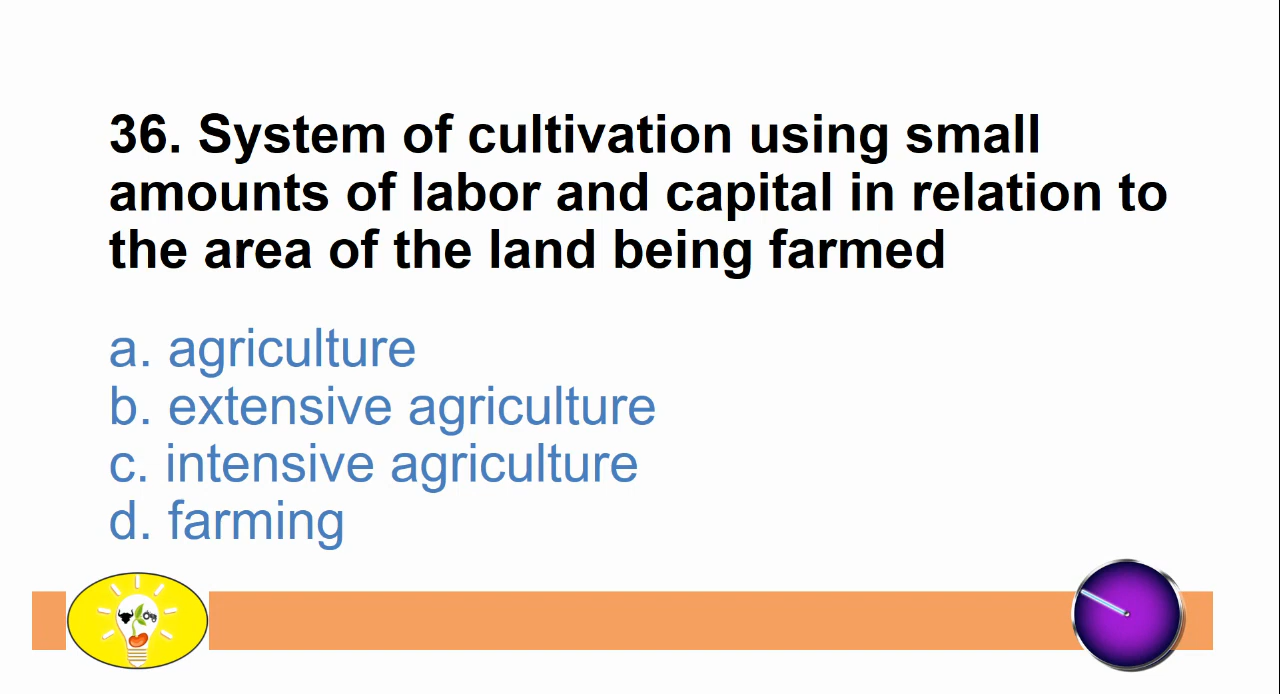 36. System of cultivation using small
amounts of labor and capital in relation to
the area of the land being farmed
a. agriculture
b. extensive agriculture
c. intensive agriculture
d. farming